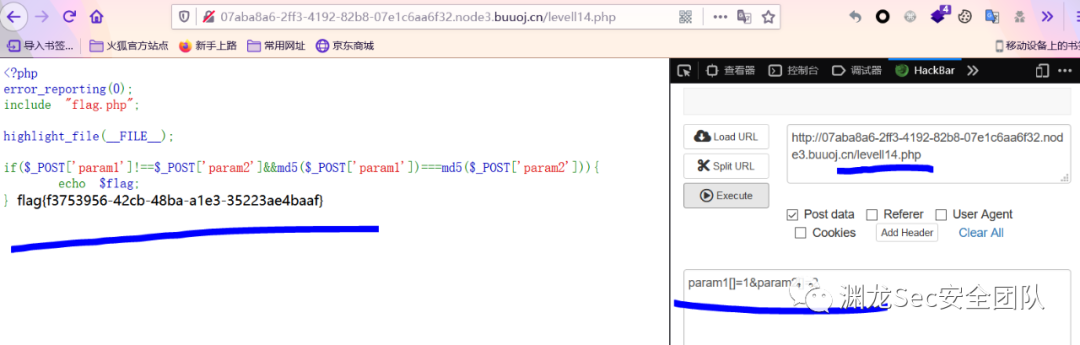 07aba8a6-2ff3-4192-82b8-07e1c6aa6f32.node3.buuoj.cn/levell14.php
4
导入书签... 火狐官方站点 新手上路 常用网址 京东商城 移动设备上的书
<?php
error_reporting(0);
include "flag.php";
highlight_file(__FILE__);
if($_POST['param1']!==$_POST['param2']&&md5($_POST['param1'])===md5($_POST['param2'])){
echo $flag;
} flag{f3753956-42cb-48ba-a1e3-35223ae4baaf}
查看器 控制台 调试器 HackBar
Load URL
Split URL
Execute
http://07aba8a6-2ff3-4192-82b8-07e1c6aa6f32.nod
e3.buuoj.cn/levell14.php
Post data Referer User Agent
Cookies Add Header Clear All
param1[]=1&param
渊龙Sec安全团队